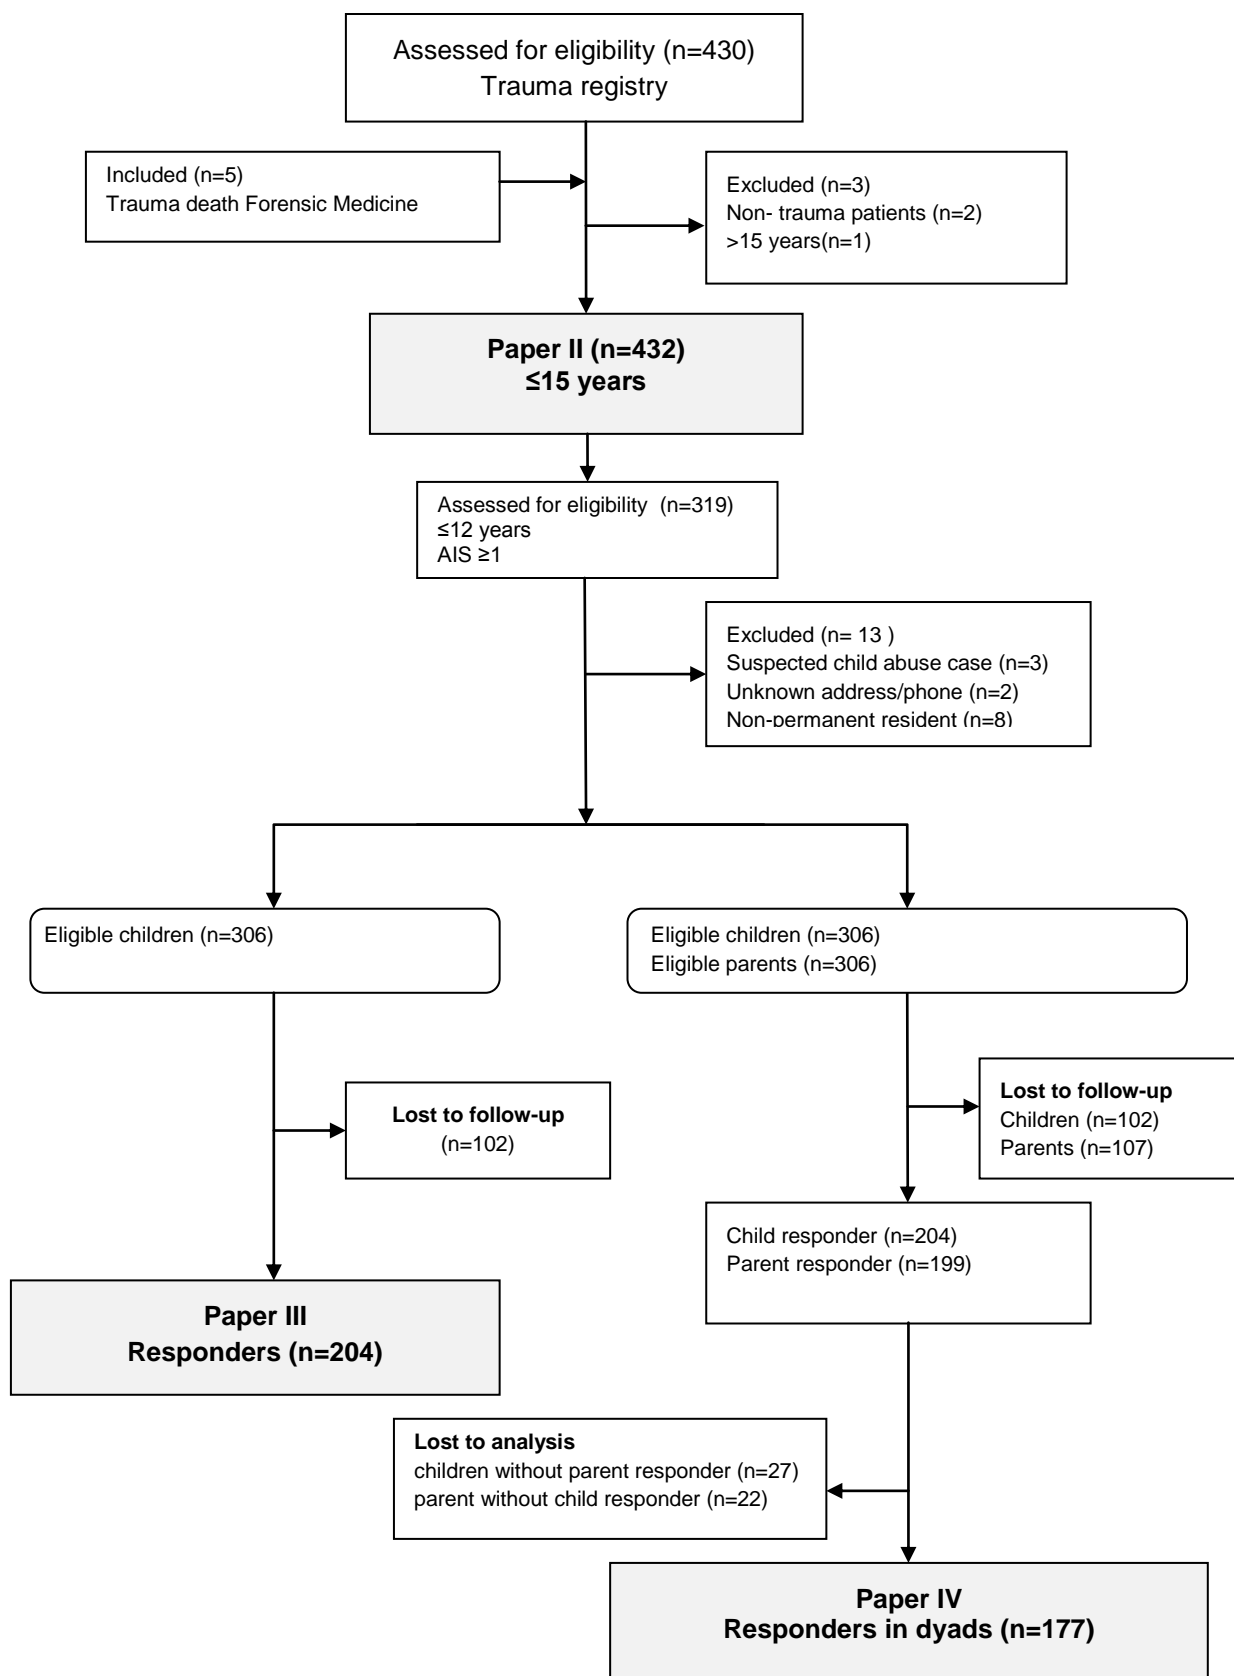 Assessed for eligibility (n=430)
Trauma registry
Included (n=5)
Trauma death Forensic Medicine
Excluded (n=3)
Non- trauma patients (n=2)
>15 years(n=1)
Paper II (n=432)
≤15 years
Assessed for eligibility (n=319)
≤12 years
AIS ≥1
Excluded (n= 13 )
Suspected child abuse case (n=3)
Unknown address/phone (n=2)
Non-permanent resident (n=8)
Eligible children (n=306)
Eligible children (n=306)
Eligible parents (n=306)
Lost to follow-up
(n=102)
Lost to follow-up
Children (n=102)
Parents (n=107)
Child responder (n=204)
Parent responder (n=199)
Paper III
Responders (n=204)
Lost to analysis
children without parent responder (n=27)
parent without child responder (n=22)
Paper IV
Responders in dyads (n=177)